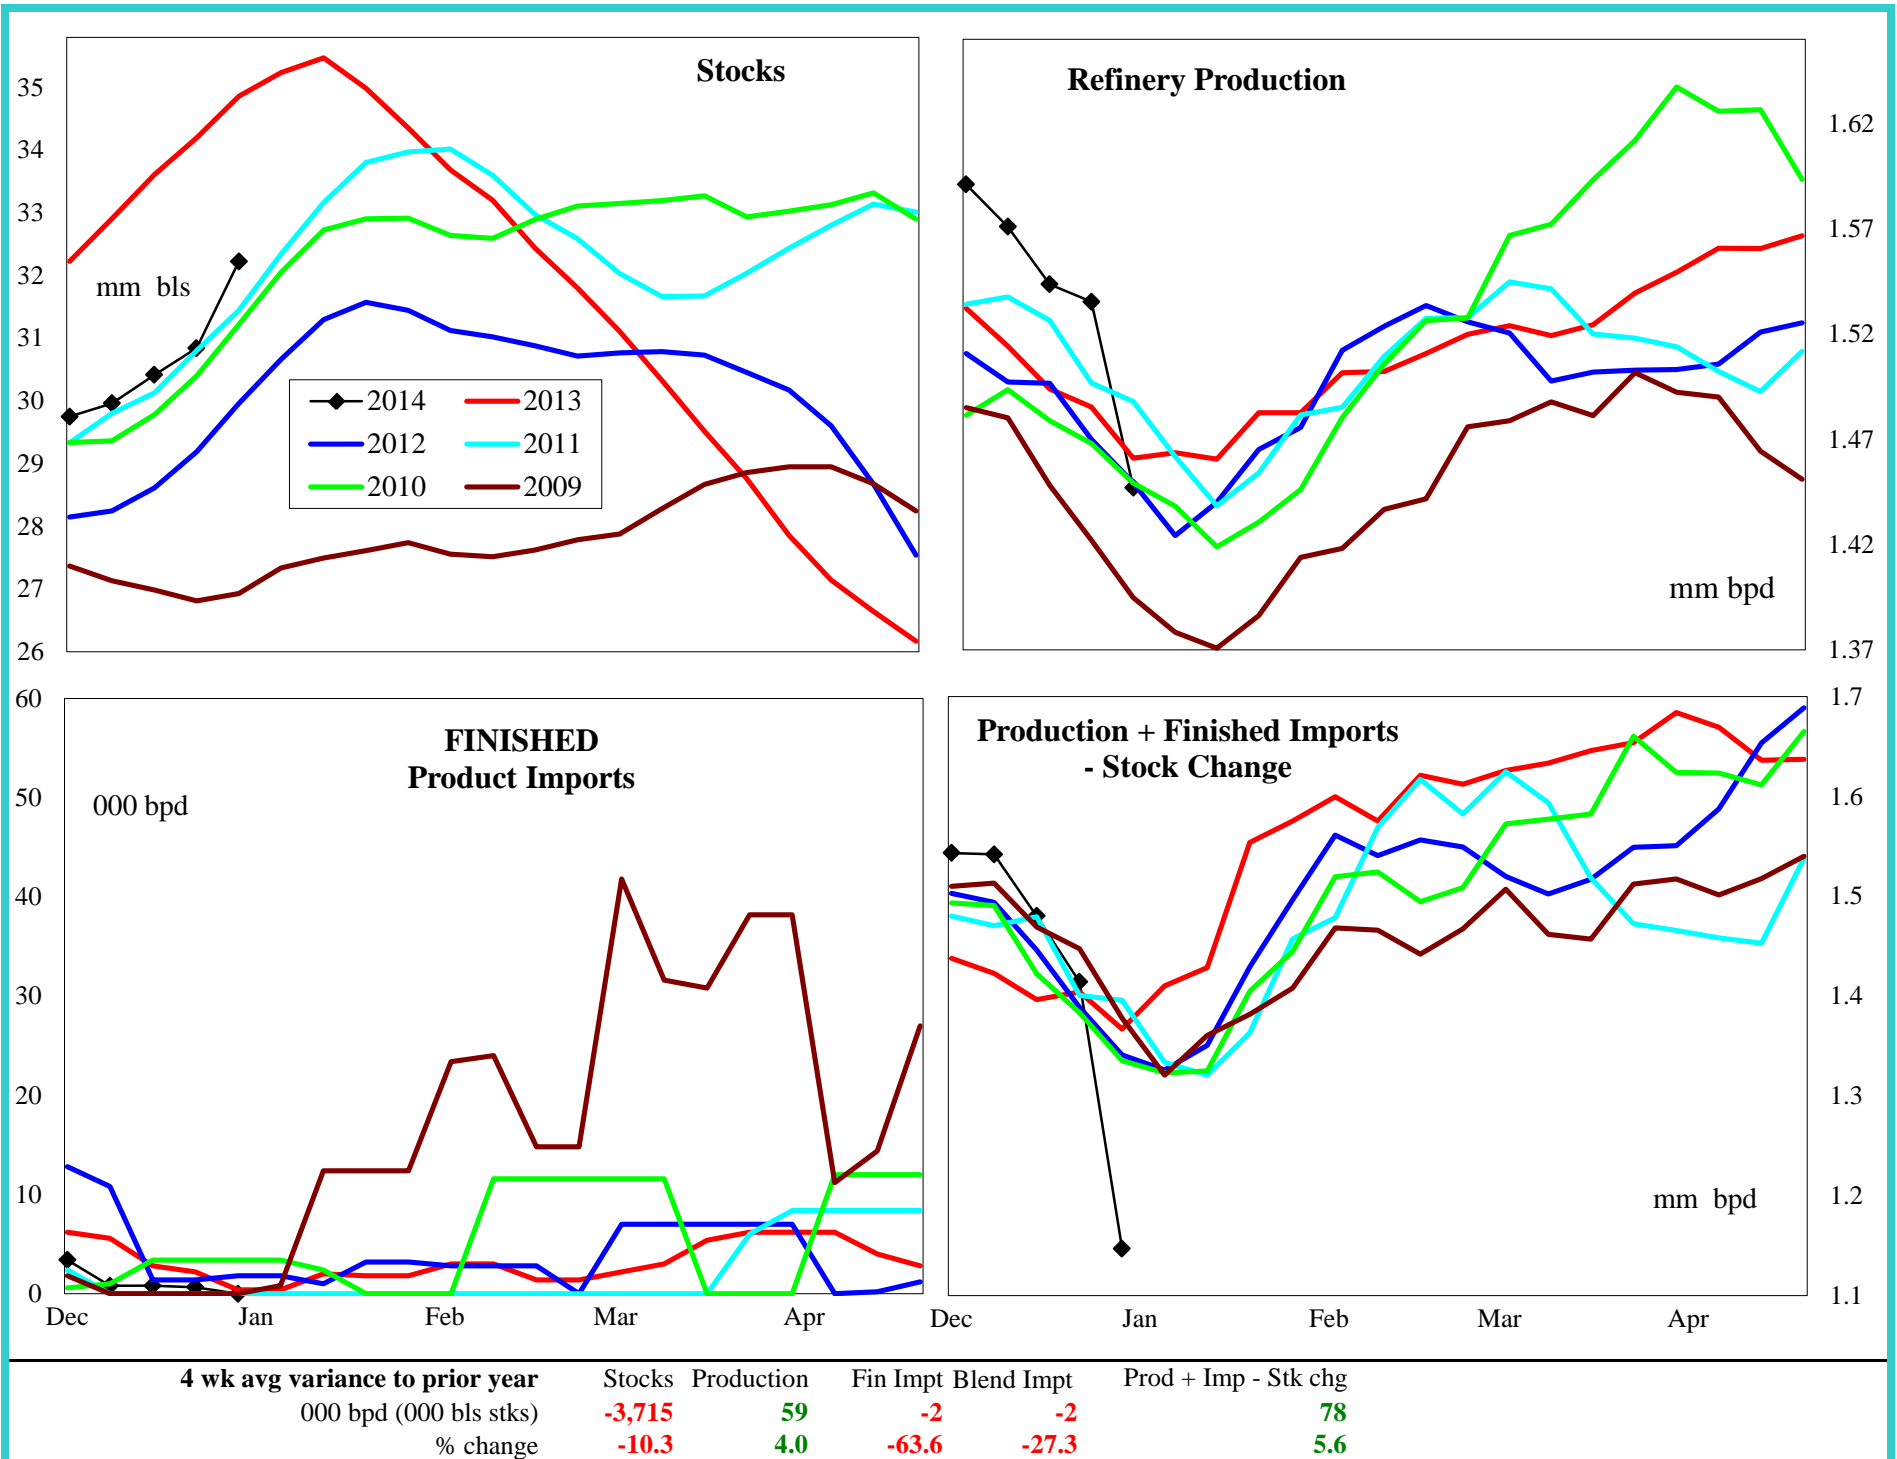 Stocks
35
34
33
32
31
30
29
28
27
26
mm bls
2014 2013
2012 2011
2010 2009
Refinery Production
1.62
1.57
1.52
1.47
1.42
1.37
mm bpd
FINISHED
Product Imports
60
50
40
30
20
10
0
000 bpd
Dec Jan Feb Mar Apr
Production + Finished Imports
- Stock Change
1.7
1.6
1.5
1.4
1.3
1.2
1.1
mm bpd
Dec Jan Feb Mar Apr
4 wk avg variance to prior year Stocks Production Fin Impt Blend Impt Prod + Imp - Stk chg
000 bpd (000 bls stks) -3,715 59 -2 -2 78
% change -10.3 4.0 -63.6 -27.3 5.6